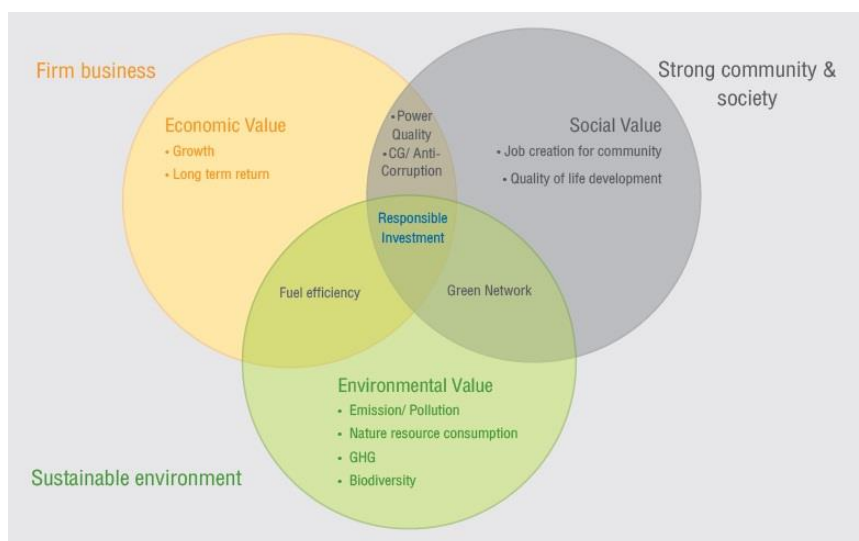 Firm business
Strong community &
society
Economic Value
• Growth
• Long term return
• Power
Quality
• CG/ Anti-
Corruption
Social Value
• Job creation for community
• Quality of life development
Responsible
Investment
Fuel efficiency
Green Network
Environmental Value
• Emission/ Pollution
• Nature resource consumption
• GHG
• Biodiversity
Sustainable environment